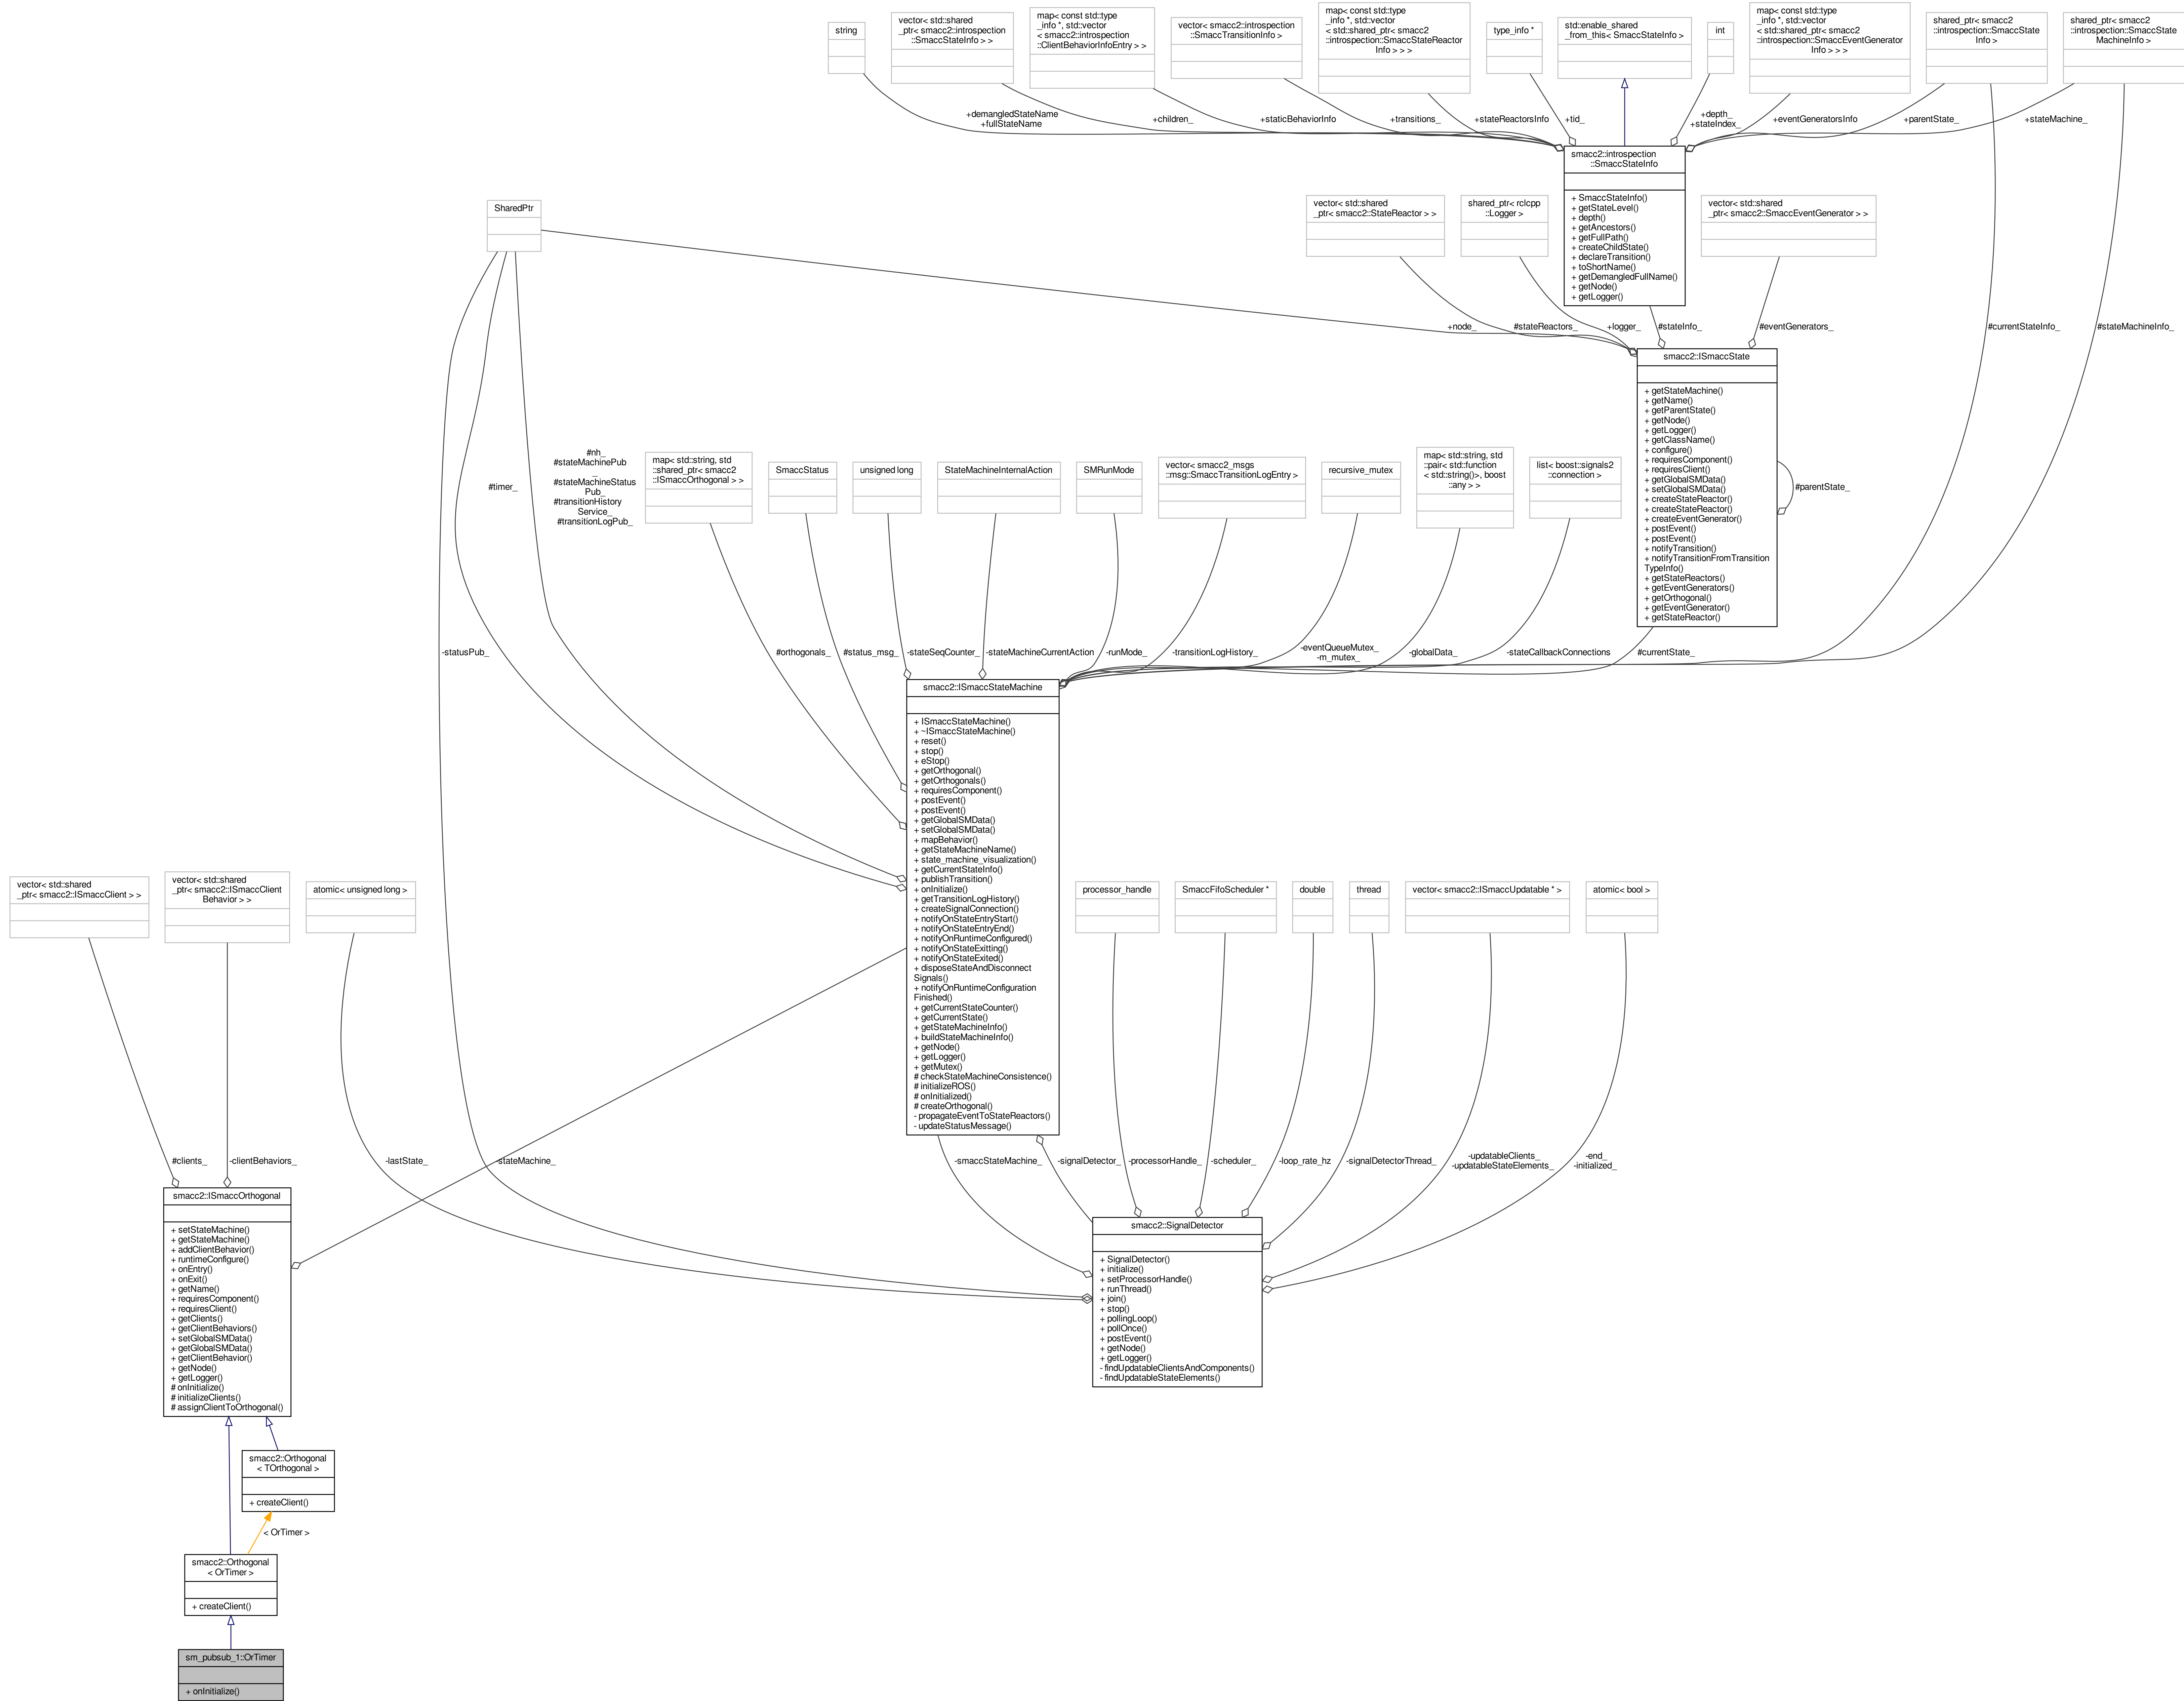 string
vector< std::shared
_ptr< smacc2::introspection
::SmaccStateInfo > >
map< const std::type
_info *, std::vector
< smacc2::introspection
::ClientBehaviorInfoEntry > >
vector< smacc2::introspection
::SmaccTransitionInfo >
map< const std::type
_info *, std::vector
< std::shared_ptr< smacc2
::introspection::SmaccStateReactor
Info > > >
type_info *
std::enable_shared
_from_this< SmaccStateInfo >
int
map< const std::type
_info *, std::vector
< std::shared_ptr< smacc2
::introspection::SmaccEventGenerator
Info > > >
shared_ptr< smacc2
::introspection::SmaccState
Info >
shared_ptr< smacc2
::introspection::SmaccState
MachineInfo >
+demangledStateName
+fullStateName
+children_
+staticBehaviorInfo
+transitions_
+stateReactorsInfo
+tid_
+depth_
+stateIndex_
+eventGeneratorsInfo
+parentState_
+stateMachine_
smacc2::introspection
::SmaccStateInfo
+ SmaccStateInfo()
+ getStateLevel()
+ depth()
+ getAncestors()
+ getFullPath()
+ createChildState()
+ declareTransition()
+ toShortName()
+ getDemangledFullName()
+ getNode()
+ getLogger()
SharedPtr
vector< std::shared
_ptr< smacc2::StateReactor > >
shared_ptr< rclcpp
::Logger >
vector< std::shared
_ptr< smacc2::SmaccEventGenerator > >
+node_
#stateReactors_
+logger_
#stateInfo_
#eventGenerators_
#currentStateInfo_
#stateMachineInfo_
smacc2::ISmaccState
+ getStateMachine()
+ getName()
+ getParentState()
+ getNode()
+ getLogger()
+ getClassName()
+ configure()
+ requiresComponent()
+ requiresClient()
+ getGlobalSMData()
+ setGlobalSMData()
+ createStateReactor()
+ createStateReactor()
+ createEventGenerator()
+ postEvent()
+ postEvent()
+ notifyTransition()
+ notifyTransitionFromTransition
TypeInfo()
+ getStateReactors()
+ getEventGenerators()
+ getOrthogonal()
+ getEventGenerator()
+ getStateReactor()
#parentState_
#timer_
#nh_
#stateMachinePub
_
#stateMachineStatus
Pub_
#transitionHistory
Service_
#transitionLogPub_
map< std::string, std
::shared_ptr< smacc2
::ISmaccOrthogonal > >
SmaccStatus
unsigned long
StateMachineInternalAction
SMRunMode
vector< smacc2_msgs
::msg::SmaccTransitionLogEntry >
recursive_mutex
map< std::string, std
::pair< std::function
< std::string()>, boost
::any > >
list< boost::signals2
::connection >
-statusPub_
#orthogonals_
#status_msg_
-stateSeqCounter_
-stateMachineCurrentAction
-runMode_
-transitionLogHistory_
-eventQueueMutex_
-m_mutex_
-globalData_
-stateCallbackConnections
#currentState_
smacc2::ISmaccStateMachine
+ ISmaccStateMachine()
+ ~ISmaccStateMachine()
+ reset()
+ stop()
+ eStop()
+ getOrthogonal()
+ getOrthogonals()
+ requiresComponent()
+ postEvent()
+ postEvent()
+ getGlobalSMData()
+ setGlobalSMData()
+ mapBehavior()
+ getStateMachineName()
+ state_machine_visualization()
+ getCurrentStateInfo()
+ publishTransition()
+ onInitialize()
+ getTransitionLogHistory()
+ createSignalConnection()
+ notifyOnStateEntryStart()
+ notifyOnStateEntryEnd()
+ notifyOnRuntimeConfigured()
+ notifyOnStateExitting()
+ notifyOnStateExited()
+ disposeStateAndDisconnect
Signals()
+ notifyOnRuntimeConfiguration
Finished()
+ getCurrentStateCounter()
+ getCurrentState()
+ getStateMachineInfo()
+ buildStateMachineInfo()
+ getNode()
+ getLogger()
+ getMutex()
# checkStateMachineConsistence()
# initializeROS()
# onInitialized()
# createOrthogonal()
- propagateEventToStateReactors()
- updateStatusMessage()
vector< std::shared
_ptr< smacc2::ISmaccClient > >
vector< std::shared
_ptr< smacc2::ISmaccClient
Behavior > >
atomic< unsigned long >
processor_handle
SmaccFifoScheduler *
double
thread
vector< smacc2::ISmaccUpdatable * >
atomic< bool >
#clients_
-clientBehaviors_
-lastState_
-stateMachine_
-smaccStateMachine_
-signalDetector_
-processorHandle_
-scheduler_
-loop_rate_hz
-signalDetectorThread_
-updatableClients_
-updatableStateElements_
-end_
-initialized_
smacc2::ISmaccOrthogonal
+ setStateMachine()
+ getStateMachine()
+ addClientBehavior()
+ runtimeConfigure()
+ onEntry()
+ onExit()
+ getName()
+ requiresComponent()
+ requiresClient()
+ getClients()
+ getClientBehaviors()
+ setGlobalSMData()
+ getGlobalSMData()
+ getClientBehavior()
+ getNode()
+ getLogger()
# onInitialize()
# initializeClients()
# assignClientToOrthogonal()
smacc2::SignalDetector
+ SignalDetector()
+ initialize()
+ setProcessorHandle()
+ runThread()
+ join()
+ stop()
+ pollingLoop()
+ pollOnce()
+ postEvent()
+ getNode()
+ getLogger()
- findUpdatableClientsAndComponents()
- findUpdatableStateElements()
smacc2::Orthogonal
< TOrthogonal >
+ createClient()
< OrTimer >
smacc2::Orthogonal
< OrTimer >
+ createClient()
sm_pubsub_1::OrTimer
+ onInitialize()